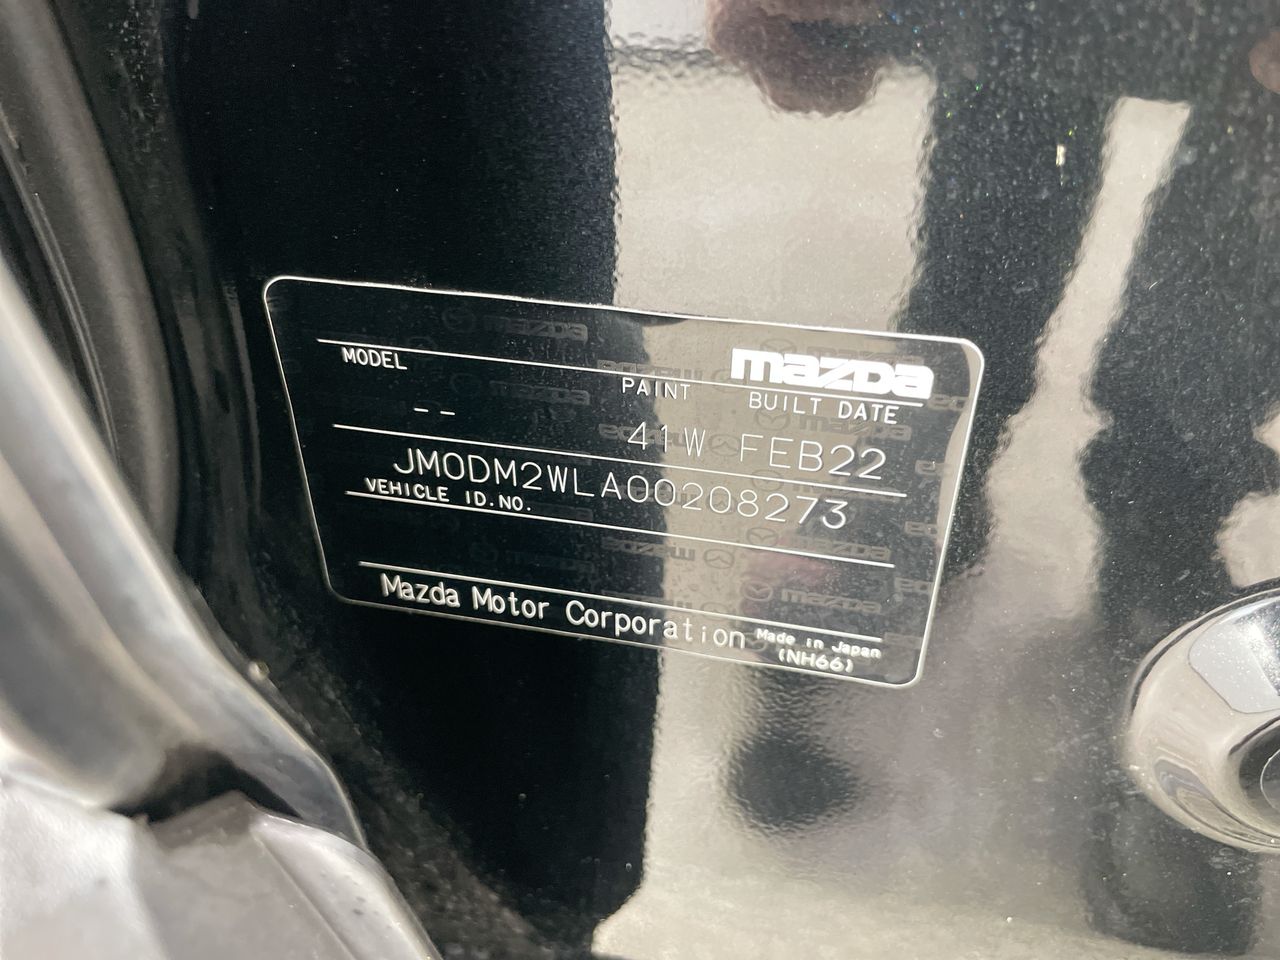 mazda
MODEL PAINT BUILT DATE
-- 41W FEB22
JM0DM2WLA00208273
VEHICLE ID.NO.
Mazda Motor Corporation Made in Japan
(NH66)